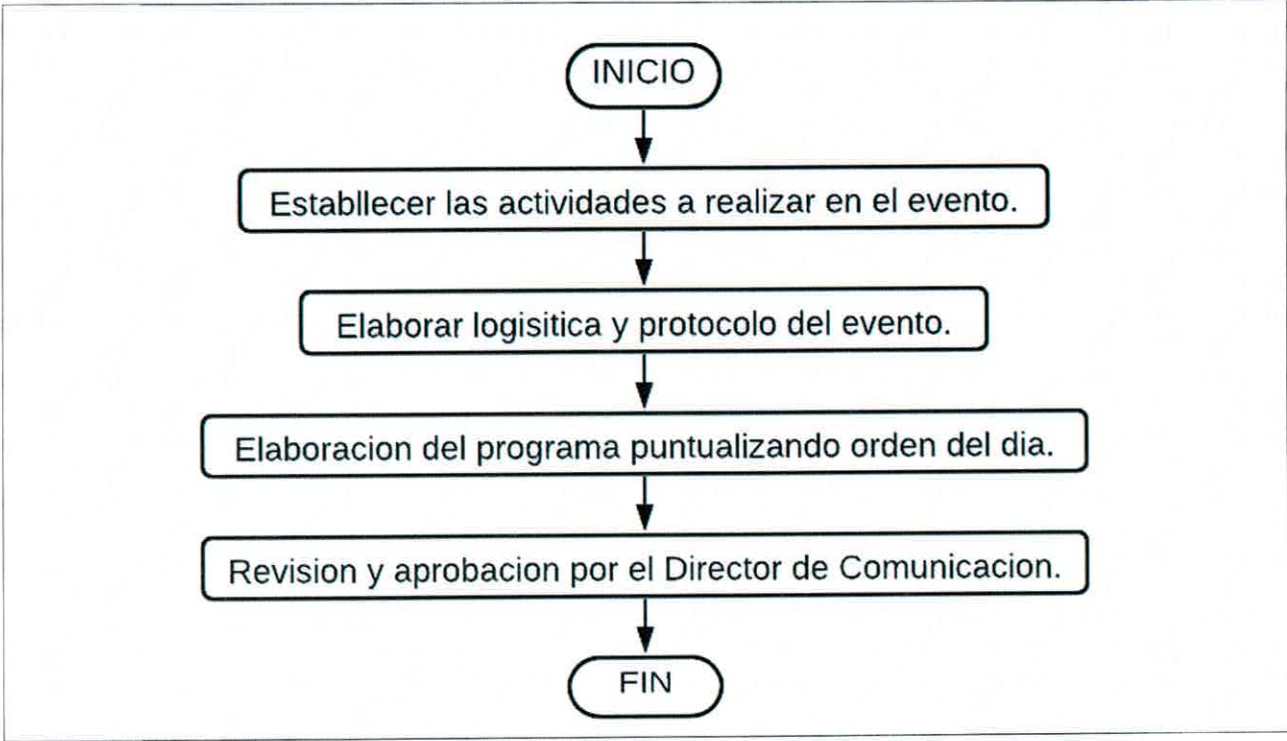 INICIO
Establlecer las actividades a realizar en el evento.
Elaborar logisitica y protocolo del evento.
Elaboracion del programa puntualizando orden del dia.
Revision y aprobacion por el Director de Comunicacion.
FIN